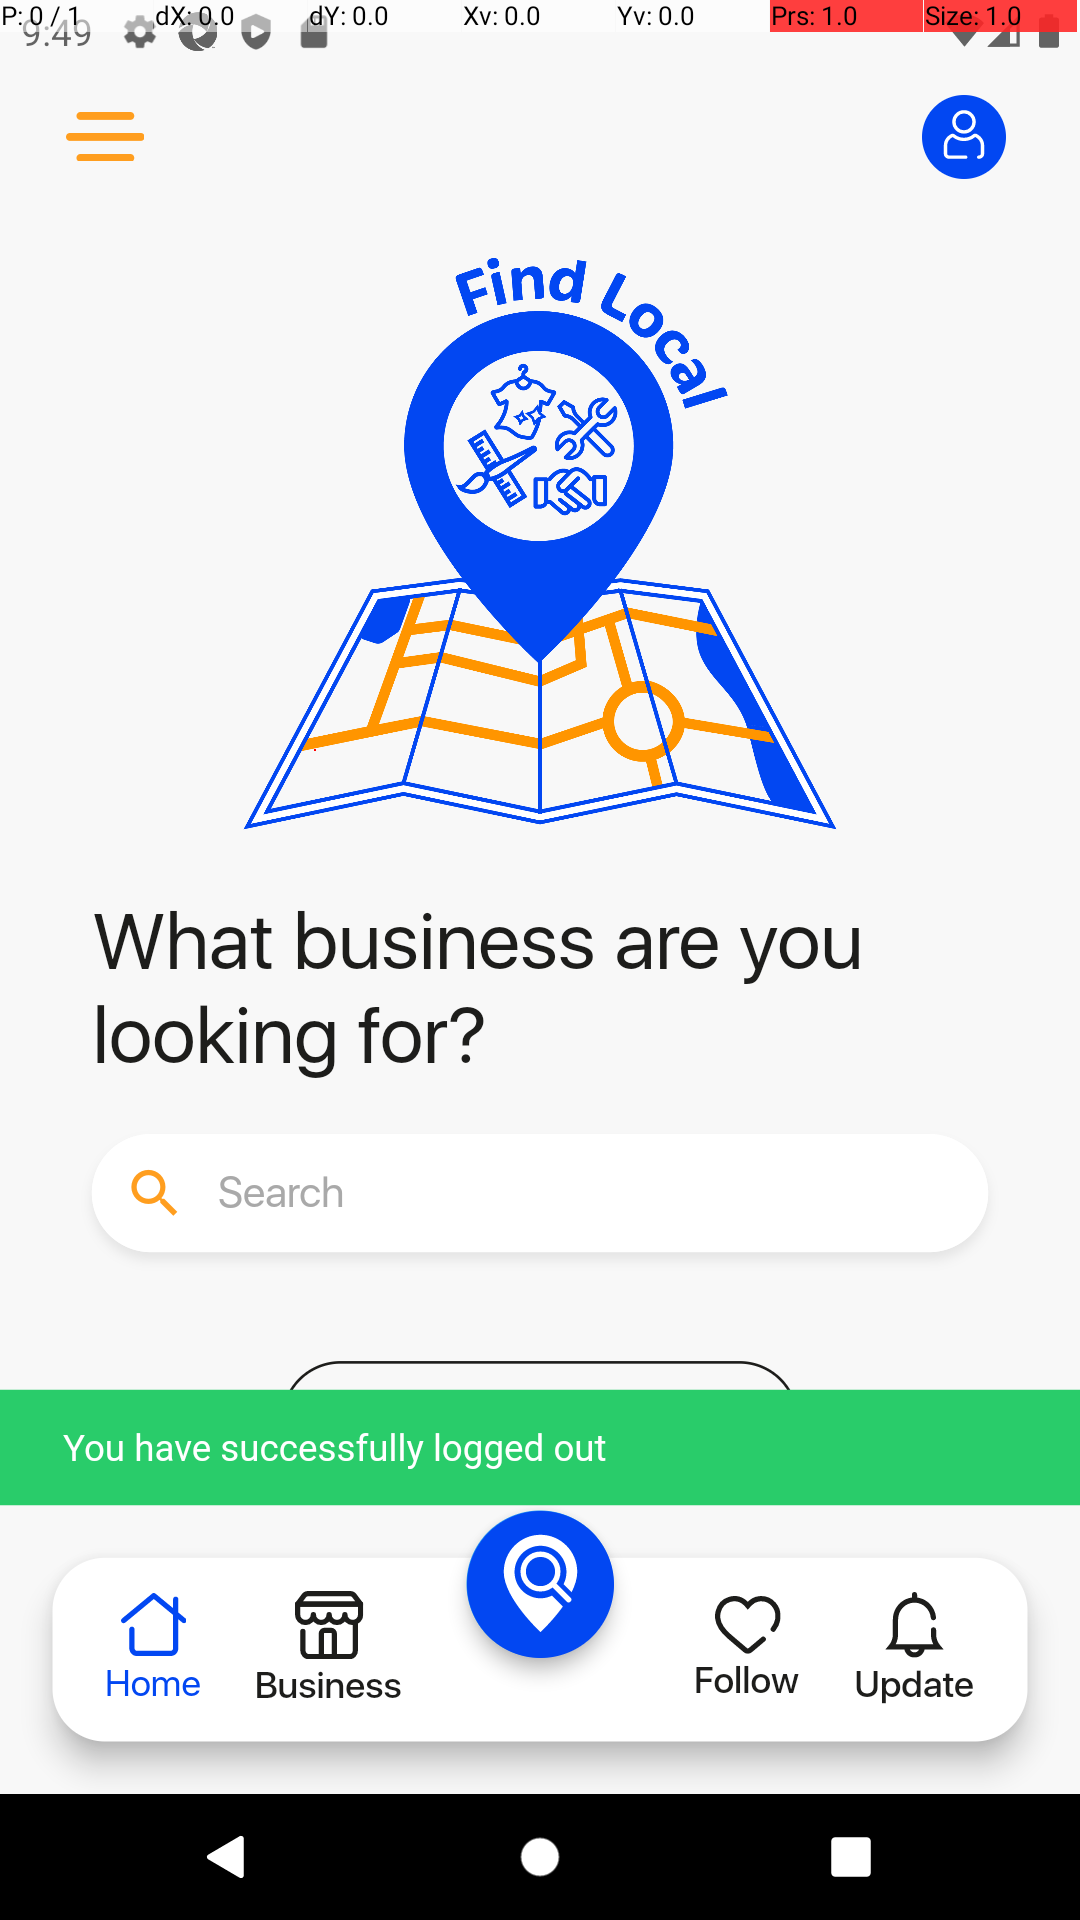 P: 0 / 1 dX: 0.0 dY: 0.0 Xv: 0.0 Yv: 0.0 Prs: 1.0 Size: 1.0
9:49
Find Local
What business are you
looking for?
Search
You have successfully logged out
Home Business Follow Update